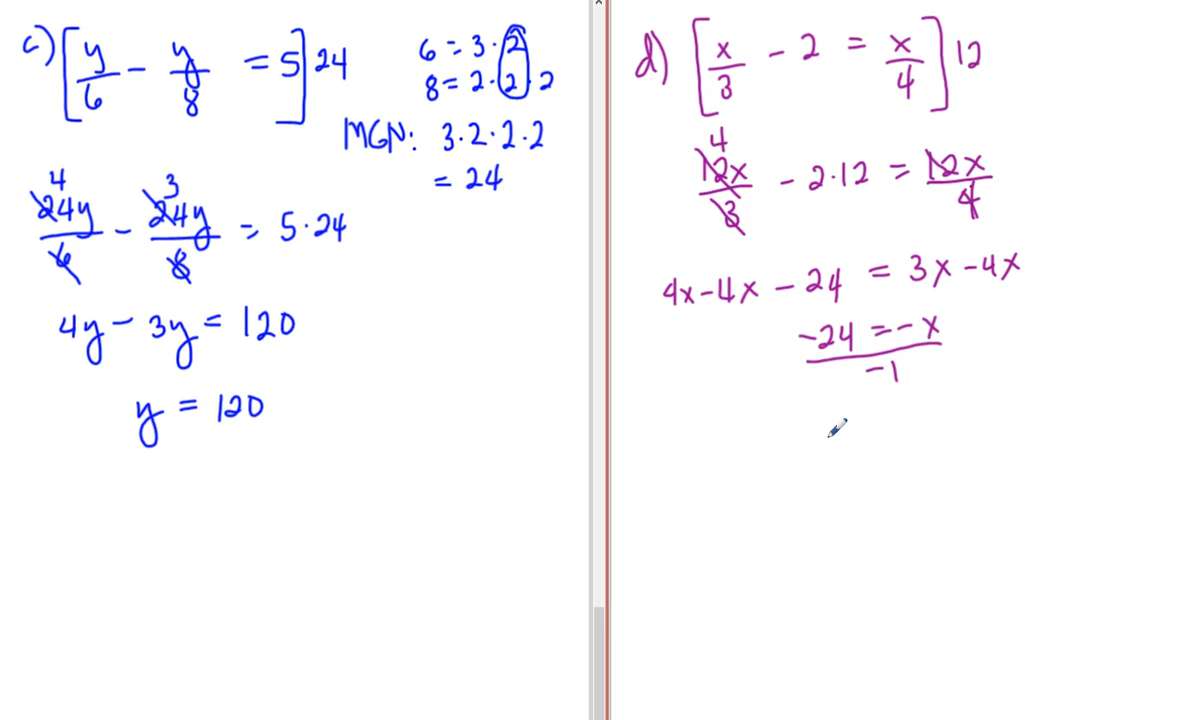 c) [y/6 - y/8 = 5] 24
6 = 3·2
8 = 2·2·2
MGN: 3·2·2·2
= 24
4 3
24y/6 - 24y/8 = 5·24
4y - 3y = 120
y = 120
d) [x/3 - 2 = x/4] 12
4
12x/3 - 2·12 = 12x/4
4x-4x - 24 = 3x-4x
-24 = -x
-1